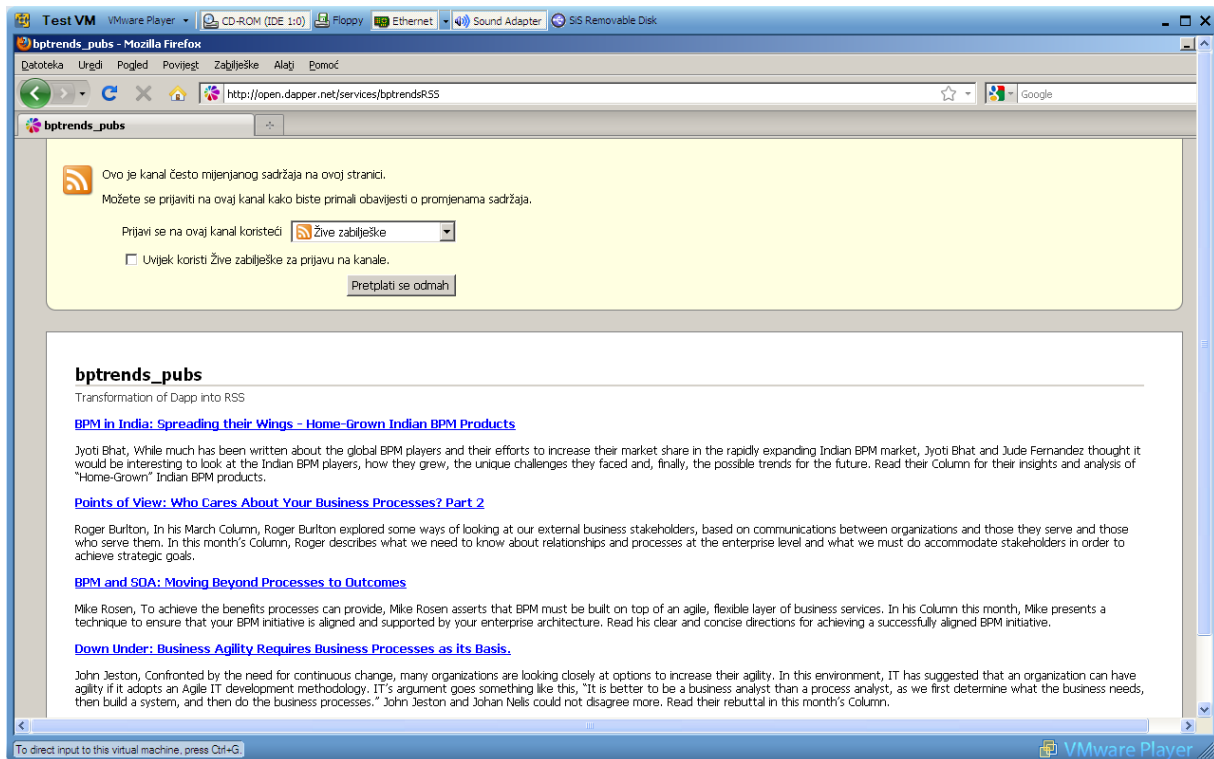 Test VM VMware Player CD-ROM (IDE 1:0) Floppy Ethernet Sound Adapter SiS Removable Disk
bptrends_pubs - Mozilla Firefox
Datoteka Uredi Pogled Povijest Zabilješke Alati Pomoć
http://open.dapper.net/services/bptrendsRSS Google
bptrends_pubs
Ovo je kanal često mijenjanog sadržaja na ovoj stranici.
Možete se prijaviti na ovaj kanal kako biste primali obavijesti o promjenama sadržaja.
Prijavi se na ovaj kanal koristeći Žive zabilješke
Uvijek koristi Žive zabilješke za prijavu na kanale.
Pretplati se odmah
bptrends_pubs
Transformation of Dapp into RSS
BPM in India: Spreading their Wings - Home-Grown Indian BPM Products
Jyoti Bhat, While much has been written about the global BPM players and their efforts to increase their market share in the rapidly expanding Indian BPM market, Jyoti Bhat and Jude Fernandez thought it
would be interesting to look at the Indian BPM players, how they grew, the unique challenges they faced and, finally, the possible trends for the future. Read their Column for their insights and analysis of
"Home-Grown" Indian BPM products.
Points of View: Who Cares About Your Business Processes? Part 2
Roger Burlton, In his March Column, Roger Burlton explored some ways of looking at our external business stakeholders, based on communications between organizations and those they serve and those
who serve them. In this month's Column, Roger describes what we need to know about relationships and processes at the enterprise level and what we must do accommodate stakeholders in order to
achieve strategic goals.
BPM and SOA: Moving Beyond Processes to Outcomes
Mike Rosen, To achieve the benefits processes can provide, Mike Rosen asserts that BPM must be built on top of an agile, flexible layer of business services. In his Column this month, Mike presents a
technique to ensure that your BPM initiative is aligned and supported by your enterprise architecture. Read his clear and concise directions for achieving a successfully aligned BPM initiative.
Down Under: Business Agility Requires Business Processes as its Basis.
John Jeston, Confronted by the need for continuous change, many organizations are looking closely at options to increase their agility. In this environment, IT has suggested that an organization can have
agility if it adopts an Agile IT development methodology. IT's argument goes something like this, "It is better to be a business analyst than a process analyst, as we first determine what the business needs,
then build a system, and then do the business processes." John Jeston and Johan Nelis could not disagree more. Read their rebuttal in this month's Column.
To direct input to this virtual machine, press Ctrl+G. VMware Player